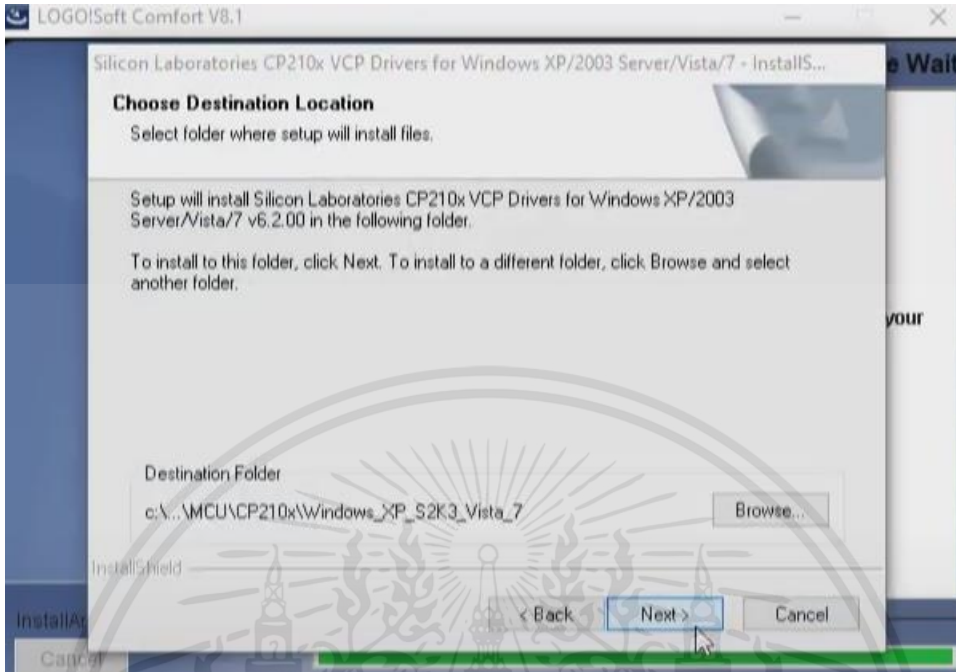 LOGO!Soft Comfort V8.1
Silicon Laboratories CP210x VCP Drivers for Windows XP/2003 Server/Vista/7 - InstallS...
e Wait
Choose Destination Location
Select folder where setup will install files.
Setup will install Silicon Laboratories CP210x VCP Drivers for Windows XP/2003
Server/Vista/7 v6.2.00 in the following folder.
To install to this folder, click Next. To install to a different folder, click Browse and select
another folder.
your
Destination Folder
c:\...\MCU\CP210x\Windows_XP_S2K3_Vista_7
Browse...
InstallShield
< Back
Next >
Cancel
InstallAn
Cancel